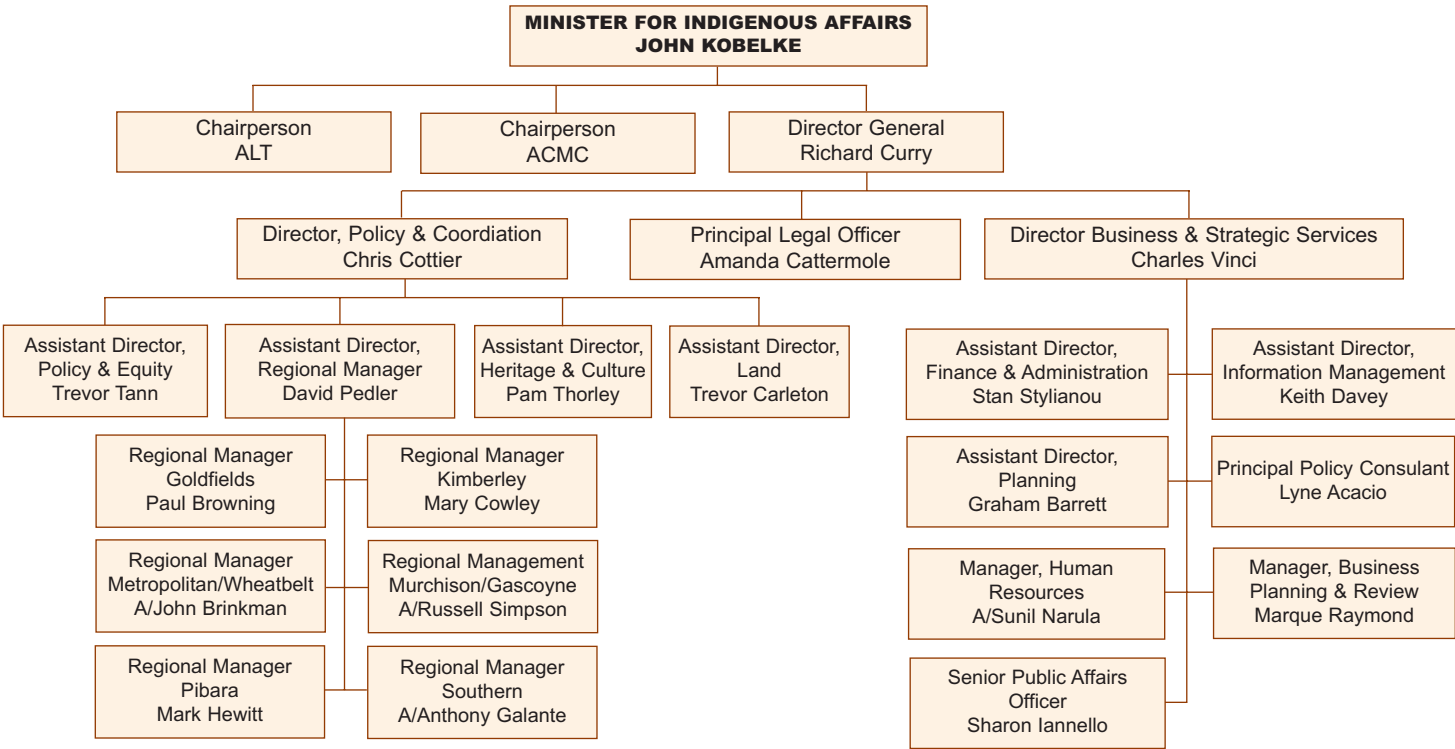 MINISTER FOR INDIGENOUS AFFAIRS
JOHN KOBELKE
Chairperson
ALT
Chairperson
ACMC
Director General
Richard Curry
Director, Policy & Coordiation
Chris Cottier
Principal Legal Officer
Amanda Cattermole
Director Business & Strategic Services
Charles Vinci
Assistant Director,
Policy & Equity
Trevor Tann
Assistant Director,
Regional Manager
David Pedler
Assistant Director,
Heritage & Culture
Pam Thorley
Assistant Director,
Land
Trevor Carleton
Assistant Director,
Finance & Administration
Stan Stylianou
Assistant Director,
Information Management
Keith Davey
Regional Manager
Goldfields
Paul Browning
Regional Manager
Kimberley
Mary Cowley
Assistant Director,
Planning
Graham Barrett
Principal Policy Consulant
Lyne Acacio
Regional Manager
Metropolitan/Wheatbelt
A/John Brinkman
Regional Management
Murchison/Gascoyne
A/Russell Simpson
Manager, Human
Resources
A/Sunil Narula
Manager, Business
Planning & Review
Marque Raymond
Regional Manager
Pibara
Mark Hewitt
Regional Manager
Southern
A/Anthony Galante
Senior Public Affairs
Officer
Sharon Iannello